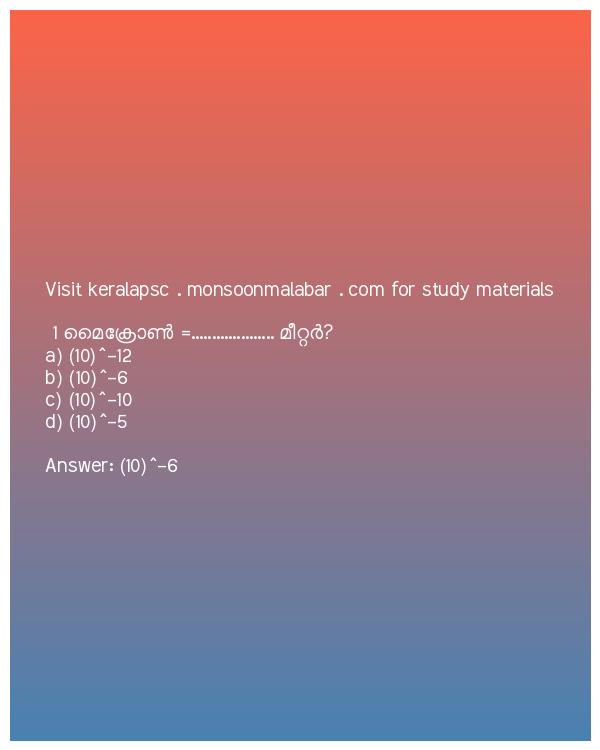 Visit keralapsc . monsoonmalabar . com for study materials
1 മൈക്രോൺ =.................... മീറ്റർ?
a) (10)^-12
b) (10)^-6
c) (10)^-10
d) (10)^-5
Answer: (10)^-6